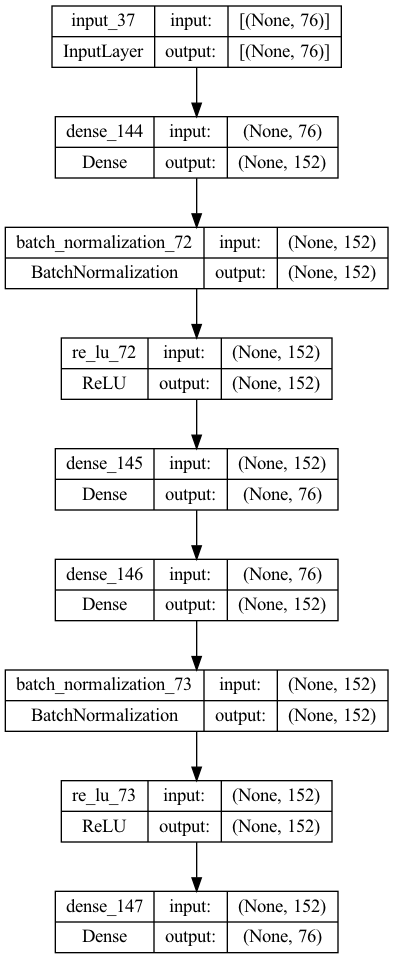 input_37 input: [(None, 76)]
InputLayer output: [(None, 76)]
dense_144 input: (None, 76)
Dense output: (None, 152)
batch_normalization_72 input: (None, 152)
BatchNormalization output: (None, 152)
re_lu_72 input: (None, 152)
ReLU output: (None, 152)
dense_145 input: (None, 152)
Dense output: (None, 76)
dense_146 input: (None, 76)
Dense output: (None, 152)
batch_normalization_73 input: (None, 152)
BatchNormalization output: (None, 152)
re_lu_73 input: (None, 152)
ReLU output: (None, 152)
dense_147 input: (None, 152)
Dense output: (None, 76)